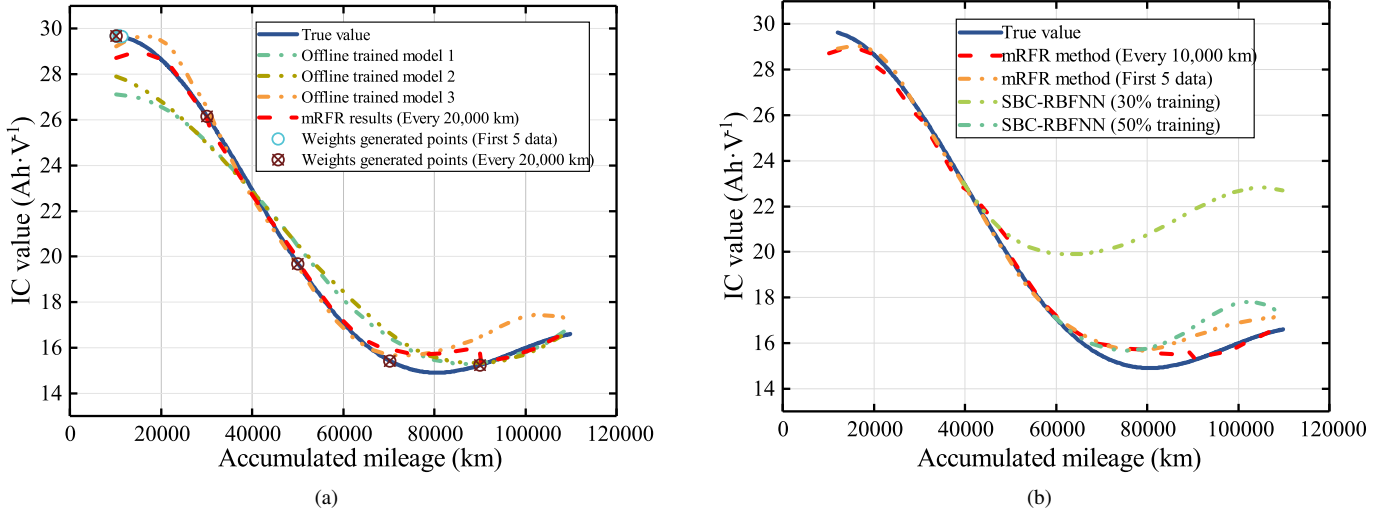 30
28
26
24
22
20
18
16
14
IC value (Ah·V-1)
True value
Offline trained model 1
Offline trained model 2
Offline trained model 3
mRFR results (Every 20,000 km)
Weights generated points (First 5 data)
Weights generated points (Every 20,000 km)
0
20000
40000
60000
80000
100000
120000
Accumulated mileage (km)
(a)
30
28
26
24
22
20
18
16
14
IC value (Ah·V-1)
True value
mRFR method (Every 10,000 km)
mRFR method (First 5 data)
SBC-RBFNN (30% training)
SBC-RBFNN (50% training)
0
20000
40000
60000
80000
100000
120000
Accumulated mileage (km)
(b)